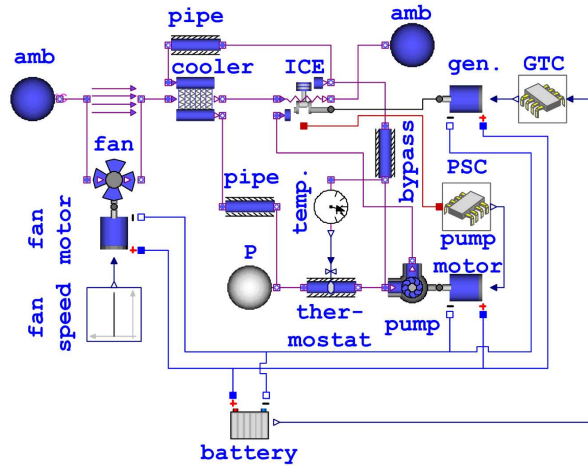 pipe
amb
amb
cooler
ICE
gen.
GTC
fan
pipe
temp.
bypass
PSC
fan
motor
- 
+
-
+
pump
motor
P
fan
speed
ther-
mostat
pump
-
+
+
-
battery